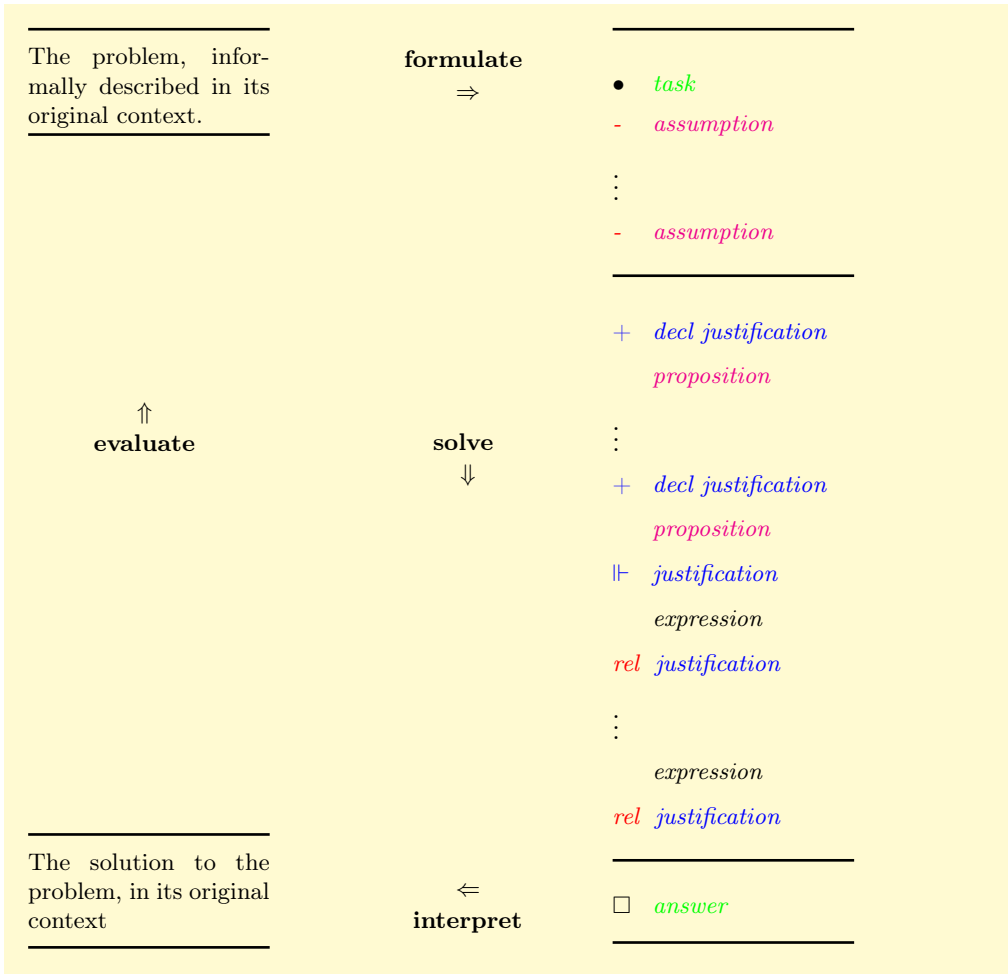 The problem, infor-
mally described in its
original context.
formulate
⇒
• task
- assumption
⋮
- assumption
+ decl justification
proposition
⇑
evaluate
solve
⇓
⋮
+ decl justification
proposition
⊩ justification
expression
rel justification
⋮
expression
rel justification
The solution to the
problem, in its original
context
⇐
interpret
□ answer